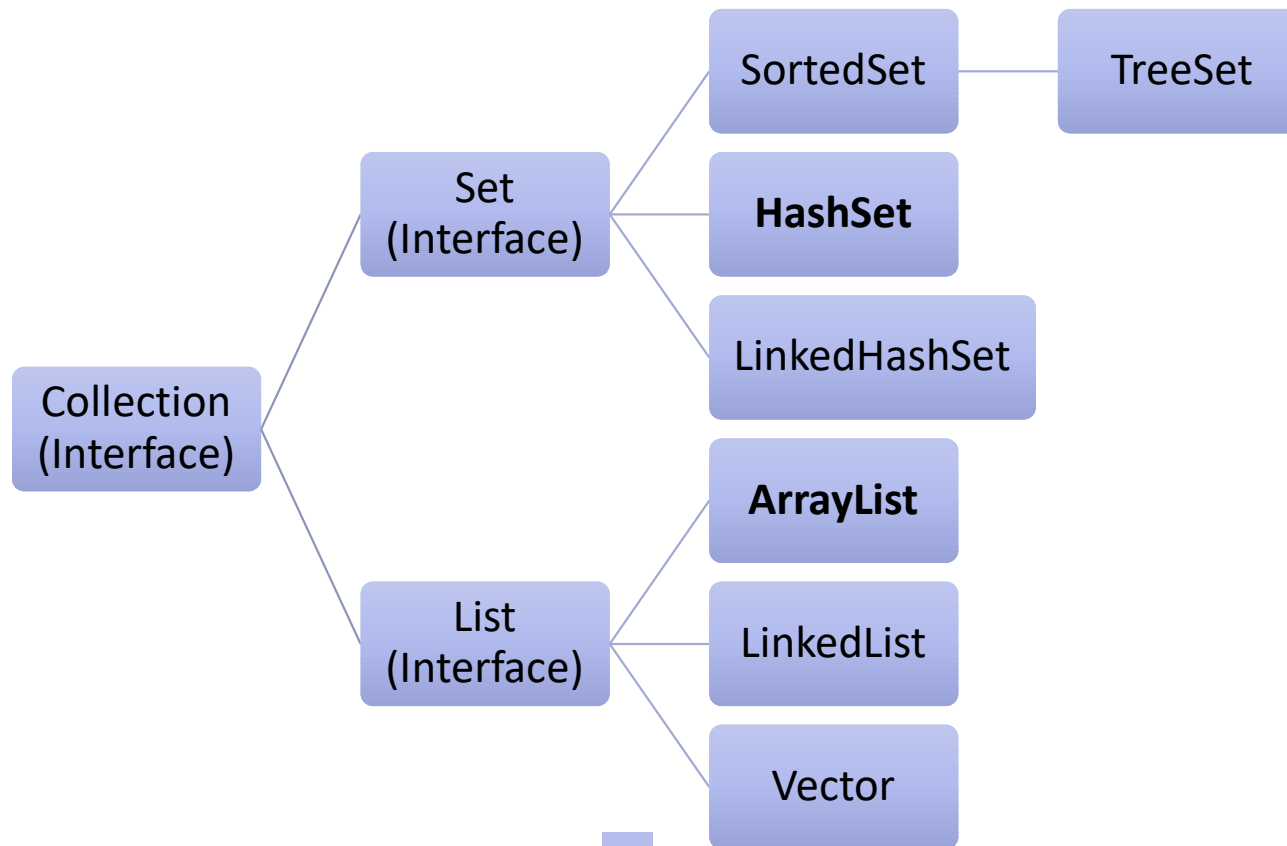 SortedSet
TreeSet
Set
(Interface)
HashSet
LinkedHashSet
Collection
(Interface)
ArrayList
List
(Interface)
LinkedList
Vector